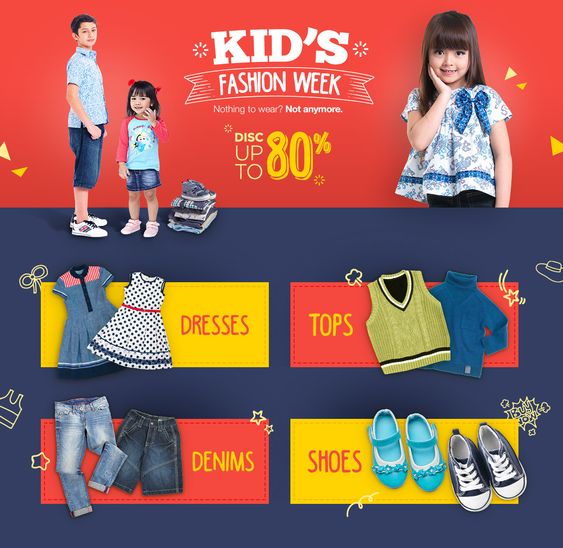 KID'S
FASHION WEEK
Nothing to wear? Not anymore.
DISC
UP
TO
80%
DRESSES
TOPS
DENIMS
SHOES